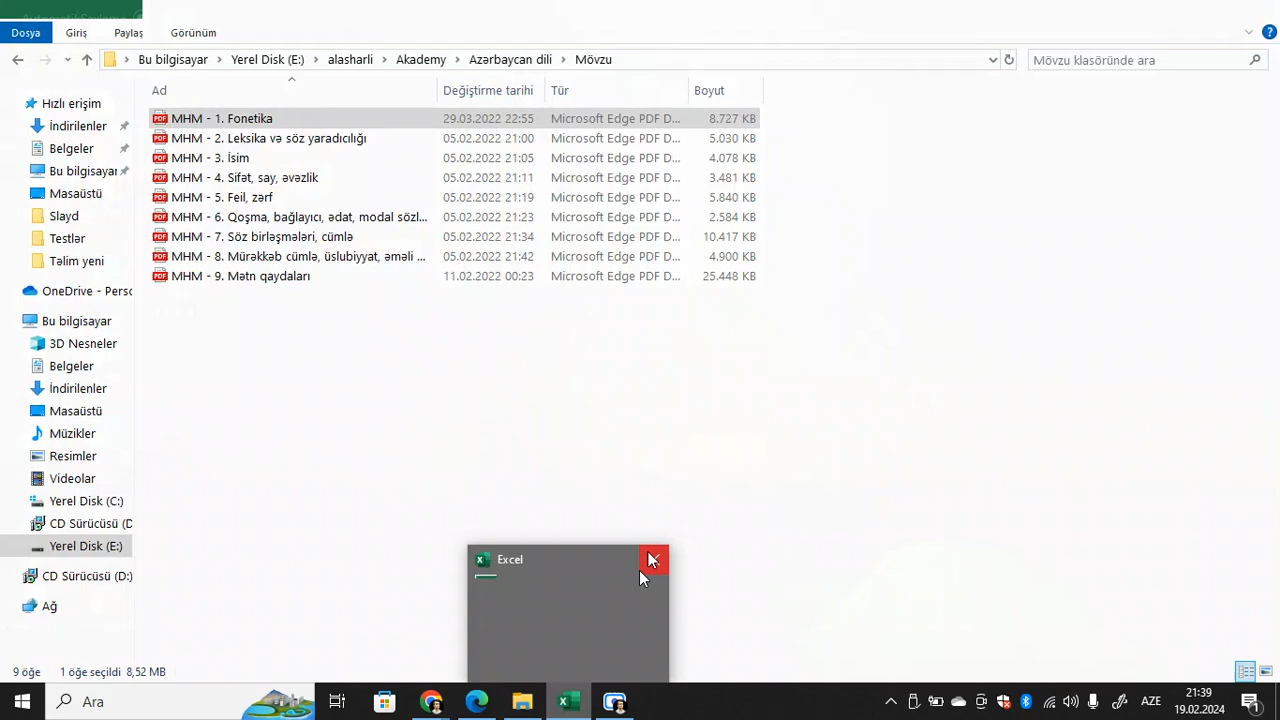 Dosya Giriş Paylaş Görünüm
Bu bilgisayar Yerel Disk (E:) alasharli Akademy Azərbaycan dili Mövzu Mövzu klasöründe ara
Ad Değiştirme tarihi Tür Boyut
MHM - 1. Fonetika 29.03.2022 22:55 Microsoft Edge PDF D... 8.727 KB
MHM - 2. Leksika və söz yaradıcılığı 05.02.2022 21:00 Microsoft Edge PDF D... 5.030 KB
MHM - 3. İsim 05.02.2022 21:05 Microsoft Edge PDF D... 4.078 KB
MHM - 4. Sifət, say, əvəzlik 05.02.2022 21:11 Microsoft Edge PDF D... 3.481 KB
MHM - 5. Feil, zərf 05.02.2022 21:19 Microsoft Edge PDF D... 5.840 KB
MHM - 6. Qoşma, bağlayıcı, ədat, modal sözl... 05.02.2022 21:23 Microsoft Edge PDF D... 2.584 KB
MHM - 7. Söz birləşmələri, cümlə 05.02.2022 21:34 Microsoft Edge PDF D... 10.417 KB
MHM - 8. Mürəkkəb cümlə, üslubiyyat, əməli ... 05.02.2022 21:42 Microsoft Edge PDF D... 4.900 KB
MHM - 9. Mətn qaydaları 11.02.2022 00:23 Microsoft Edge PDF D... 25.448 KB
Hızlı erişim
İndirilenler
Belgeler
Bu bilgisayar
Masaüstü
Slayd
Testlər
Təlim yeni
OneDrive - Perso
Bu bilgisayar
3D Nesneler
Belgeler
İndirilenler
Masaüstü
Müzikler
Resimler
Videolar
Yerel Disk (C:)
CD Sürücüsü (D
Yerel Disk (E:)
CD Sürücüsü (D:)
Ağ
Excel
9 öğe 1 öğe seçildi 8,52 MB
Ara
AZE
21:39
19.02.2024